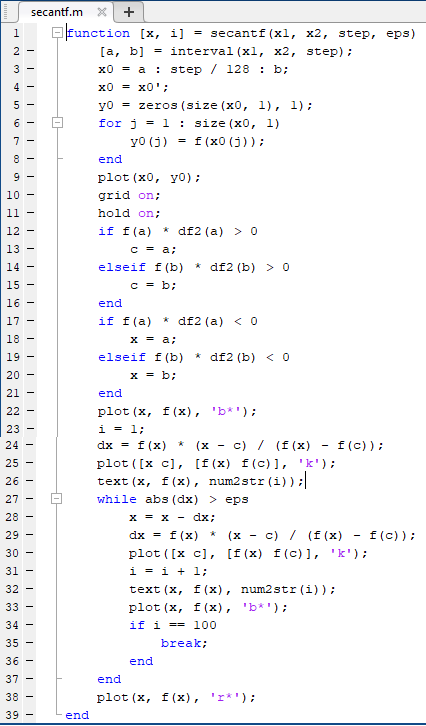 secantf.m
1 function [x, i] = secantf(x1, x2, step, eps)
2 [a, b] = interval(x1, x2, step);
3 x0 = a : step / 128 : b;
4 x0 = x0';
5 y0 = zeros(size(x0, 1), 1);
6 for j = 1 : size(x0, 1)
7 y0(j) = f(x0(j));
8 end
9 plot(x0, y0);
10 grid on;
11 hold on;
12 if f(a) * df2(a) > 0
13 c = a;
14 elseif f(b) * df2(b) > 0
15 c = b;
16 end
17 if f(a) * df2(a) < 0
18 x = a;
19 elseif f(b) * df2(b) < 0
20 x = b;
21 end
22 plot(x, f(x), 'b*');
23 i = 1;
24 dx = f(x) * (x - c) / (f(x) - f(c));
25 plot([x c], [f(x) f(c)], 'k');
26 text(x, f(x), num2str(i));
27 while abs(dx) > eps
28 x = x - dx;
29 dx = f(x) * (x - c) / (f(x) - f(c));
30 plot([x c], [f(x) f(c)], 'k');
31 i = i + 1;
32 text(x, f(x), num2str(i));
33 plot(x, f(x), 'b*');
34 if i == 100
35 break;
36 end
37 end
38 plot(x, f(x), 'r*');
39 end